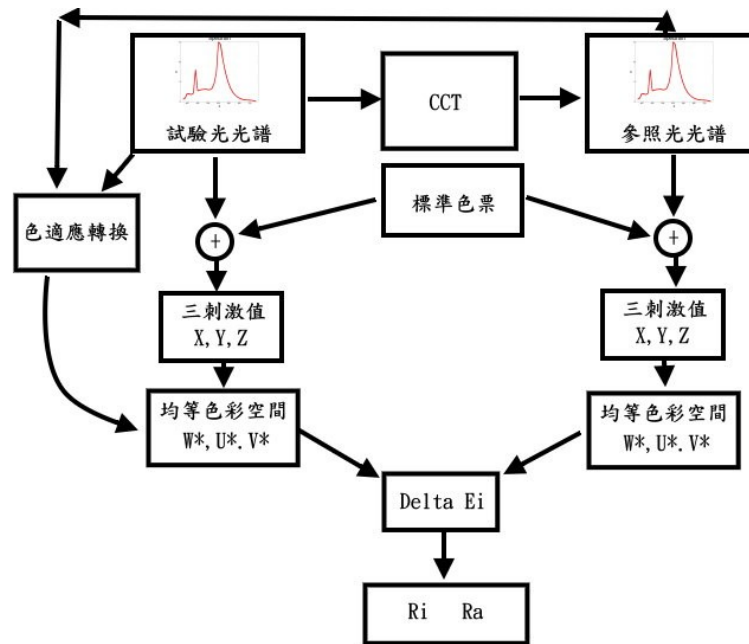 試驗光光譜
CCT
參照光光譜
標準色票
色適應轉換
+
+
三刺激值
X,Y,Z
三刺激值
X,Y,Z
均等色彩空間
W*,U*.V*
均等色彩空間
W*,U*.V*
Delta Ei
Ri Ra